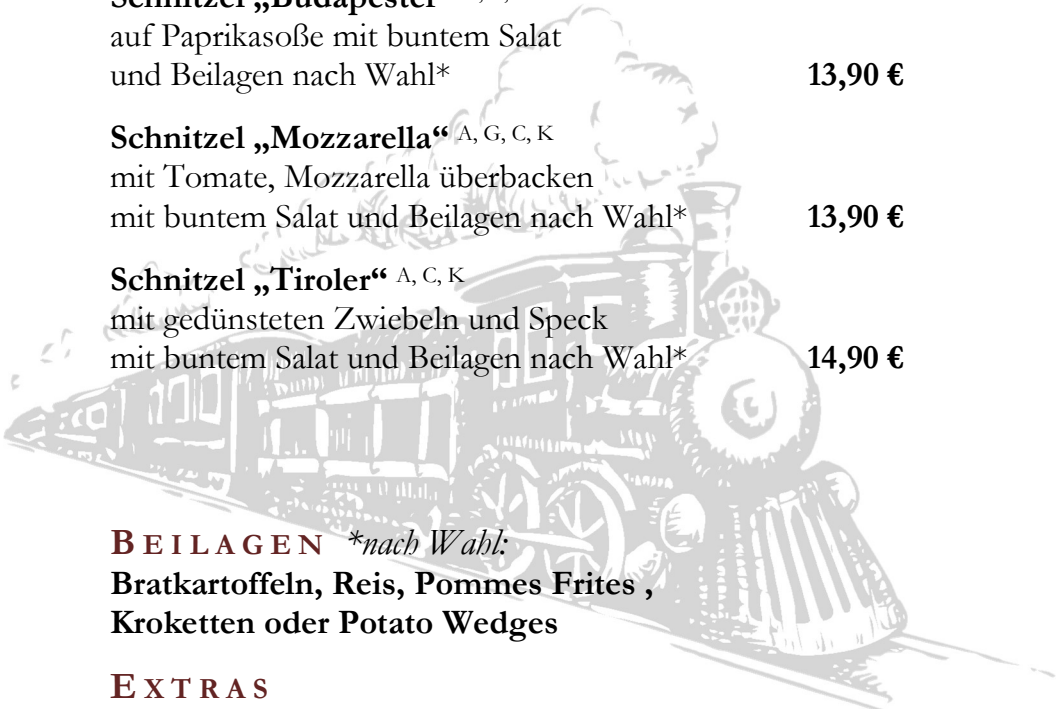 Schnitzel „Budapester“
auf Paprikasoße mit buntem Salat
und Beilagen nach Wahl* 13,90 €
Schnitzel „Mozzarella“ A, G, C, K
mit Tomate, Mozzarella überbacken
mit buntem Salat und Beilagen nach Wahl* 13,90 €
Schnitzel „Tiroler“ A, C, K
mit gedünsteten Zwiebeln und Speck
mit buntem Salat und Beilagen nach Wahl* 14,90 €
BEILAGEN *nach Wahl:
Bratkartoffeln, Reis, Pommes Frites ,
Kroketten oder Potato Wedges
EXTRAS